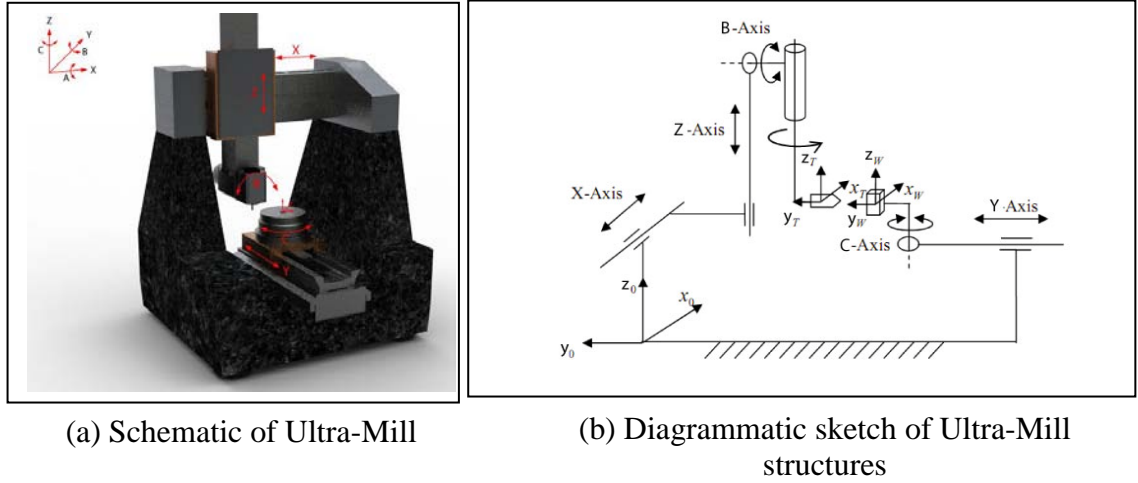 Z
Y
C
B
X
A
X
Z
B
Y
B-Axis
Z-Axis
X-Axis
z_T
x_T
y_T
z_W
x_W
y_W
Y-Axis
C-Axis
z_0
x_0
y_0
(a) Schematic of Ultra-Mill
(b) Diagrammatic sketch of Ultra-Mill
structures